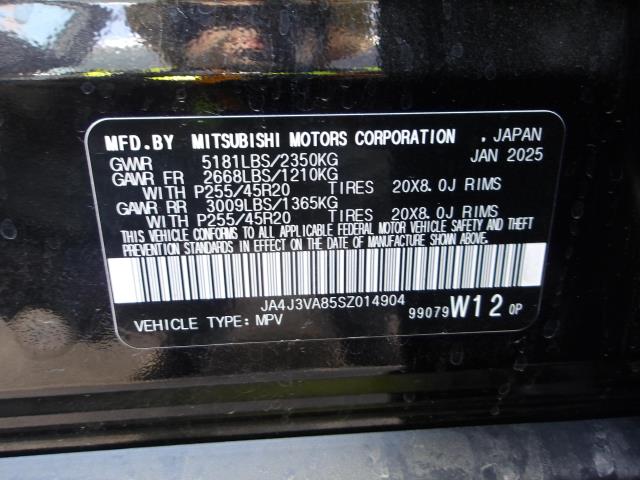 MFD.BY MITSUBISHI MOTORS CORPORATION . JAPAN
GVWR 5181LBS/2350KG JAN 2025
GAWR FR 2668LBS/1210KG
WITH P255/45R20 TIRES 20X8.0J RIMS
GAWR RR 3009LBS/1365KG
WITH P255/45R20 TIRES 20X8.0J RIMS
THIS VEHICLE CONFORMS TO ALL APPLICABLE FEDERAL MOTOR VEHICLE SAFETY AND THEFT
PREVENTION STANDARDS IN EFFECT ON THE DATE OF MANUFACTURE SHOWN ABOVE.
JA4J3VA85SZ014904
VEHICLE TYPE: MPV 99079 W12 0P